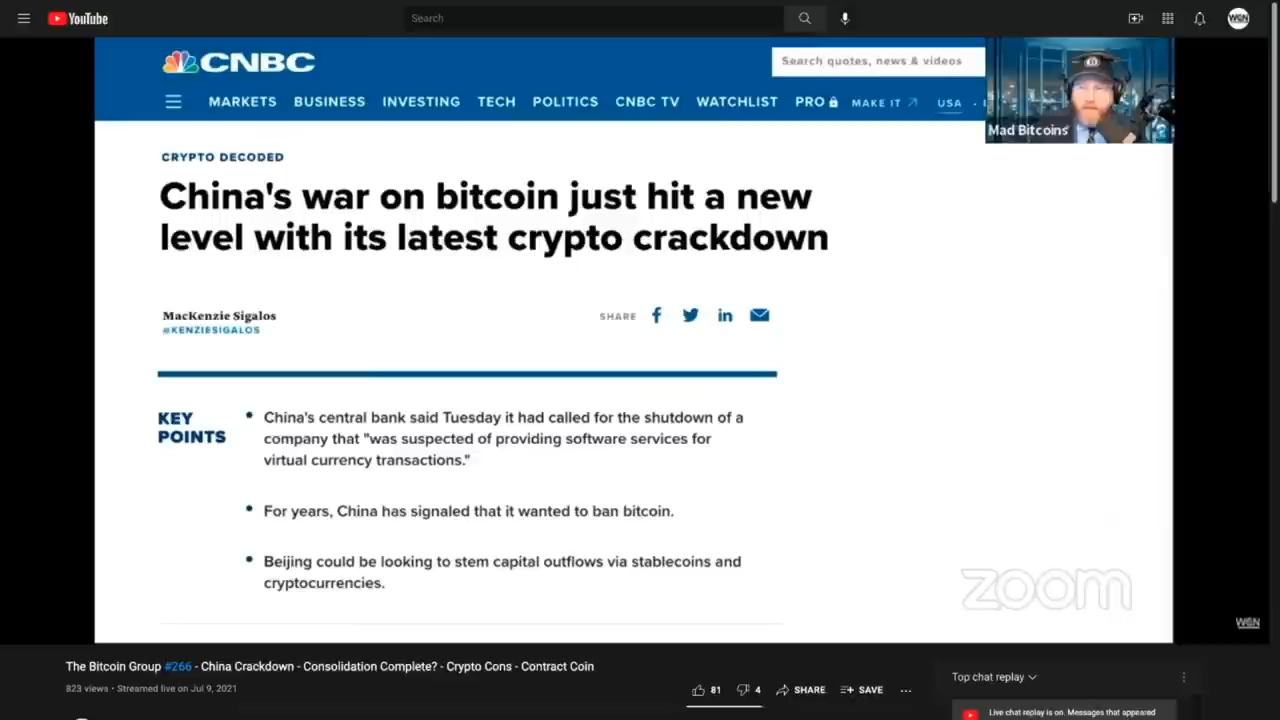 YouTube
Search
WCN
CNBC
Search quotes, news & videos
MARKETS BUSINESS INVESTING TECH POLITICS CNBC TV WATCHLIST PRO MAKE IT USA
Mad Bitcoins
CRYPTO DECODED
China's war on bitcoin just hit a new
level with its latest crypto crackdown
MacKenzie Sigalos
@KENZIESIGALOS
SHARE
KEY
POINTS
• China's central bank said Tuesday it had called for the shutdown of a
company that "was suspected of providing software services for
virtual currency transactions."
• For years, China has signaled that it wanted to ban bitcoin.
• Beijing could be looking to stem capital outflows via stablecoins and
cryptocurrencies.
zoom
WCN
The Bitcoin Group #266 - China Crackdown - Consolidation Complete? - Crypto Cons - Contract Coin
823 views • Streamed live on Jul 9, 2021
81 4 SHARE SAVE ...
Top chat replay
Live chat replay is on. Messages that appeared